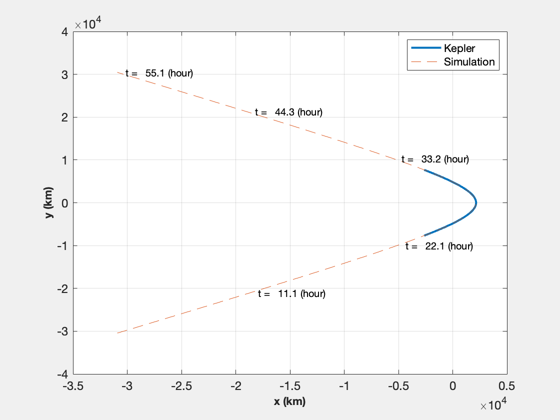 ×10⁴
4
3
2
1
0
-1
-2
-3
-4
y (km)
Kepler
Simulation
t = 55.1 (hour)
t = 44.3 (hour)
t = 33.2 (hour)
t = 22.1 (hour)
t = 11.1 (hour)
-3.5 -3 -2.5 -2 -1.5 -1 -0.5 0 0.5
x (km)
×10⁴